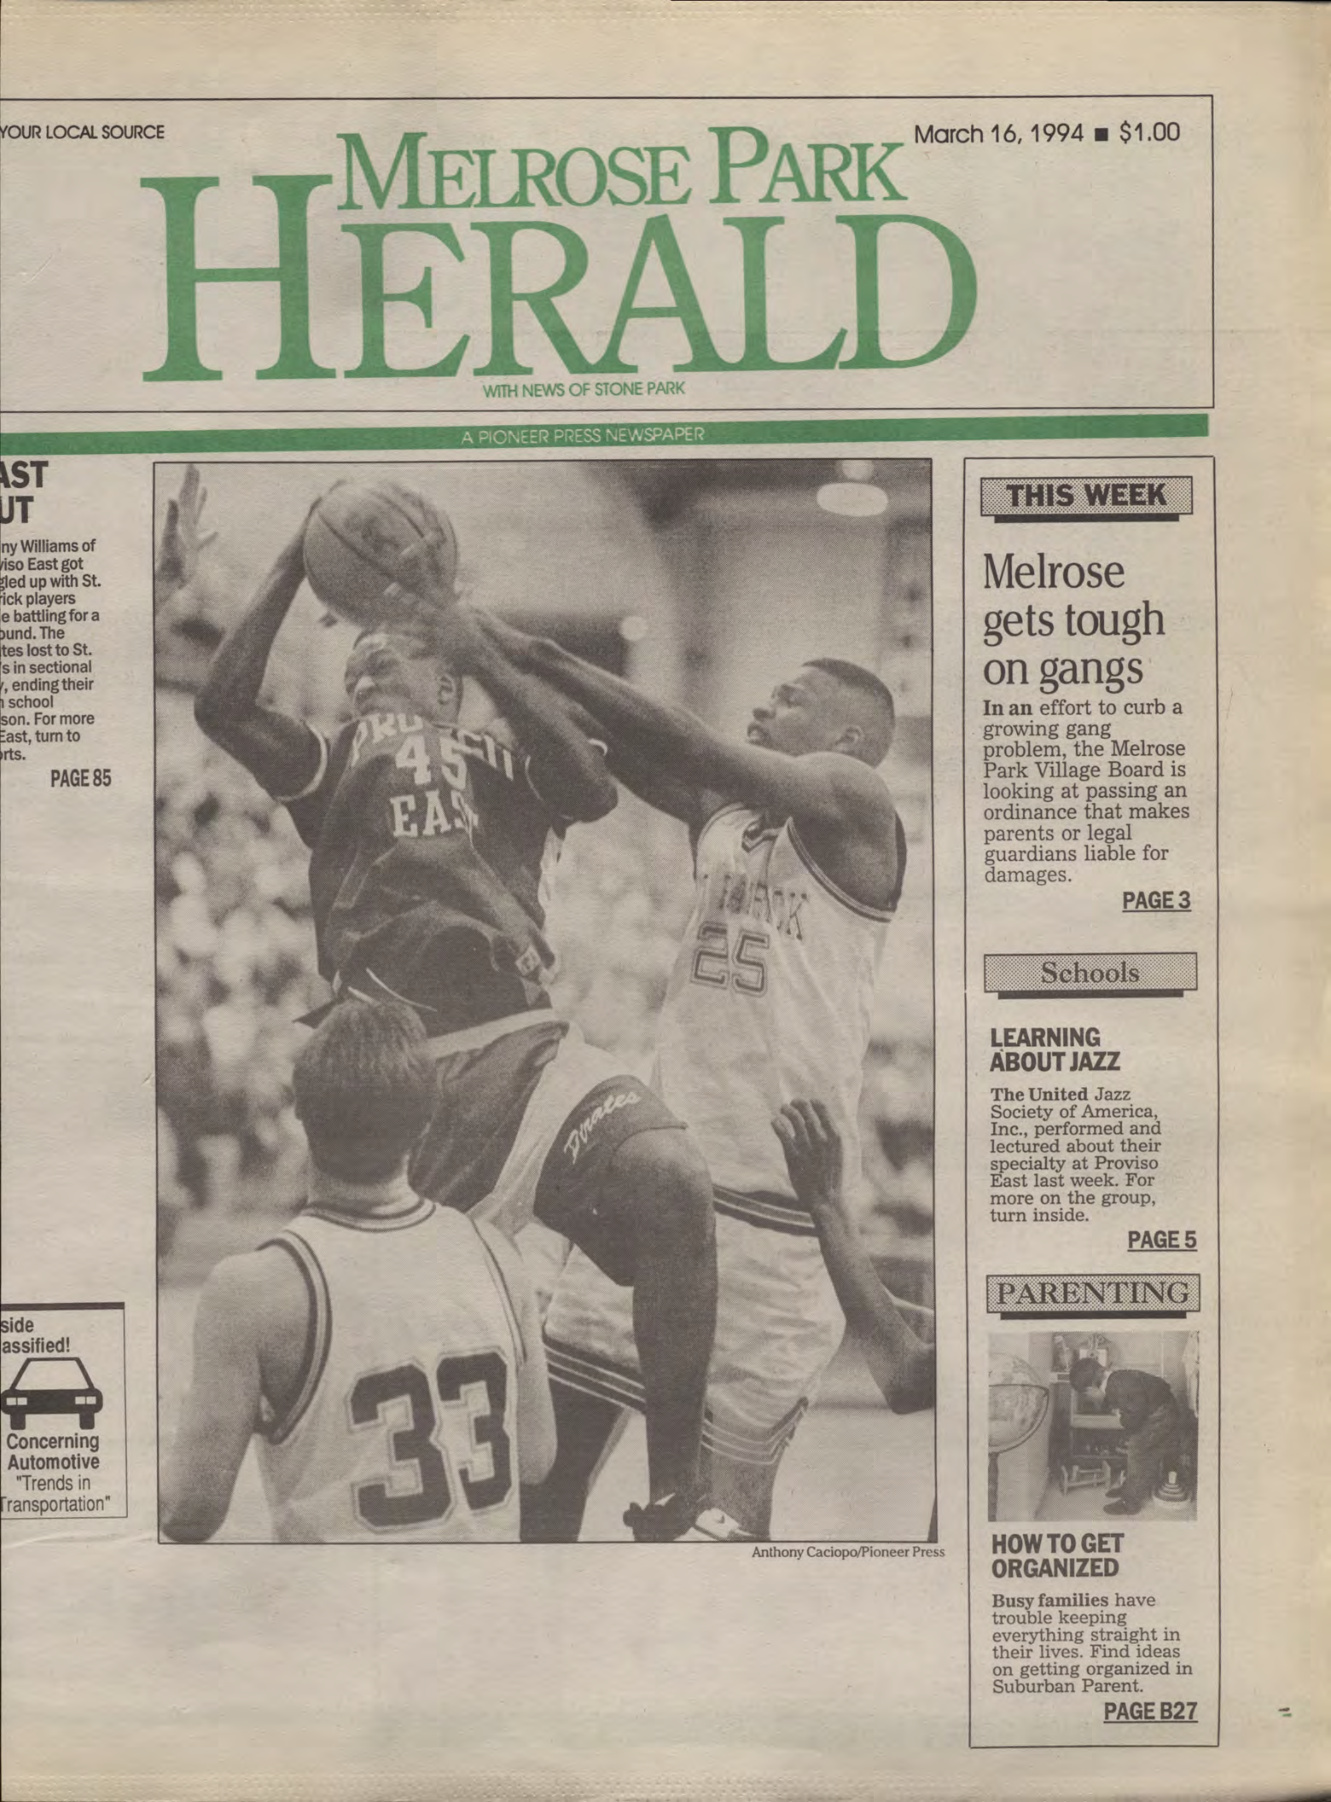 YOUR LOCAL SOURCE
March 16, 1994 ■ $1.00
MELROSE PARK
HERALD
WITH NEWS OF STONE PARK
A PIONEER PRESS NEWSPAPER
AST
UT
ny Williams of
viso East got
gled up with St.
rick players
e battling for a
ound. The
tes lost to St.
's in sectional
y, ending their
h school
son. For more
East, turn to
orts.
PAGE 85
side
assified!
Concerning
Automotive
"Trends in
Transportation"
45
EAST
25
Pirates
33
Anthony Caciopo/Pioneer Press
THIS WEEK
Melrose
gets tough
on gangs
In an effort to curb a
growing gang
problem, the Melrose
Park Village Board is
looking at passing an
ordinance that makes
parents or legal
guardians liable for
damages.
PAGE 3
Schools
LEARNING
ABOUT JAZZ
The United Jazz
Society of America,
Inc., performed and
lectured about their
specialty at Proviso
East last week. For
more on the group,
turn inside.
PAGE 5
PARENTING
HOW TO GET
ORGANIZED
Busy families have
trouble keeping
everything straight in
their lives. Find ideas
on getting organized in
Suburban Parent.
PAGE B27